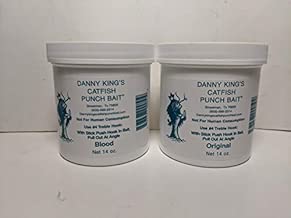 DANNY KING'S
CATFISH
PUNCH BAIT
Not For Human Consumption
Use #4 Treble Hook:
With Stick Push Hook In Bait,
Pull Out At Angle
Blood
Net 14 oz.
DANNY KING'S
CATFISH
PUNCH BAIT
Not For Human Consumption
Use #4 Treble Hook:
With Stick Push Hook In Bait,
Pull Out At Angle
Original
Net 14 oz.